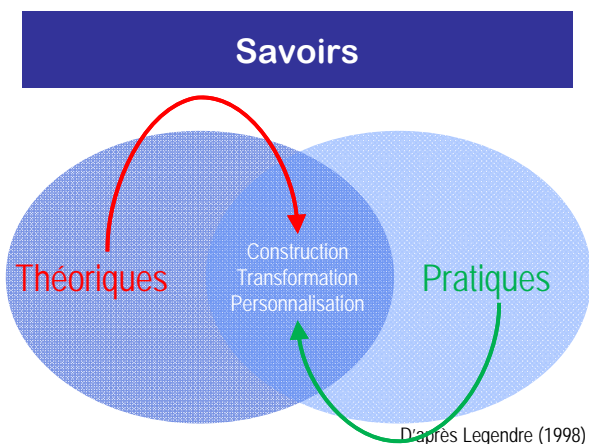 Savoirs
Théoriques
Construction
Transformation
Personnalisation
Pratiques
D'après Legendre (1998)